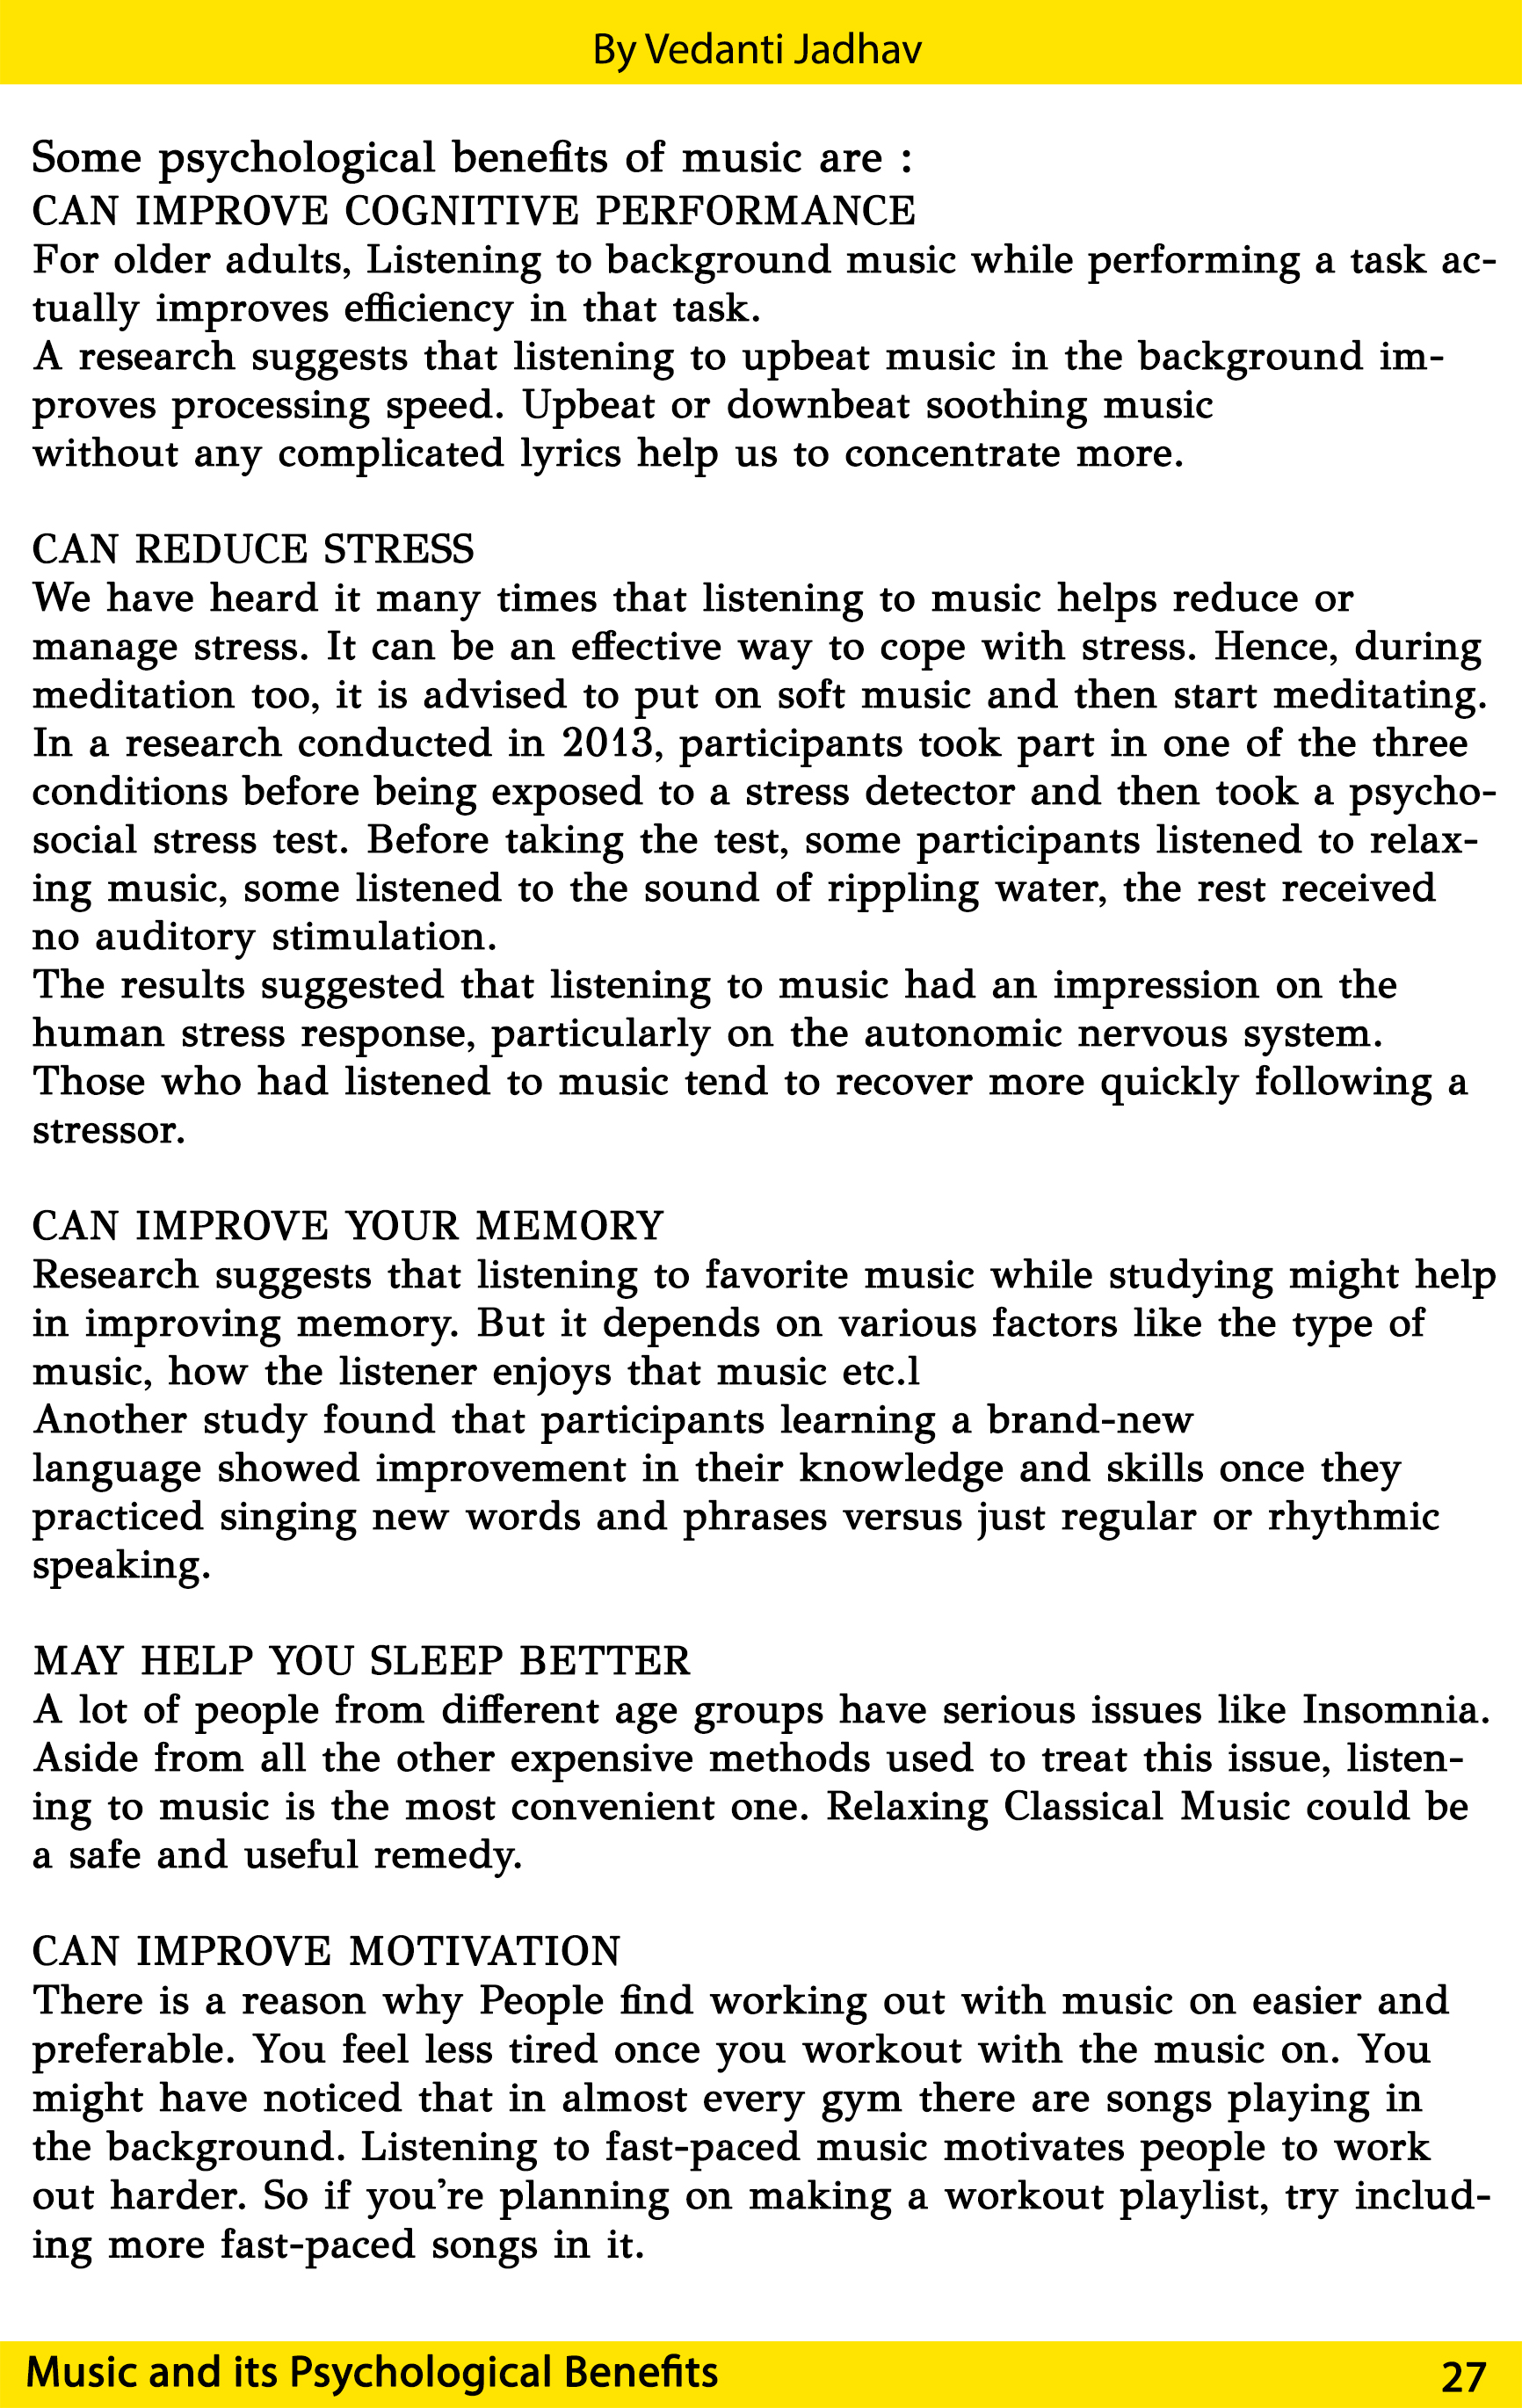 By Vedanti Jadhav
Some psychological benefits of music are :
CAN IMPROVE COGNITIVE PERFORMANCE
For older adults, Listening to background music while performing a task ac-
tually improves efficiency in that task.
A research suggests that listening to upbeat music in the background im-
proves processing speed. Upbeat or downbeat soothing music
without any complicated lyrics help us to concentrate more.
CAN REDUCE STRESS
We have heard it many times that listening to music helps reduce or
manage stress. It can be an effective way to cope with stress. Hence, during
meditation too, it is advised to put on soft music and then start meditating.
In a research conducted in 2013, participants took part in one of the three
conditions before being exposed to a stress detector and then took a psycho-
social stress test. Before taking the test, some participants listened to relax-
ing music, some listened to the sound of rippling water, the rest received
no auditory stimulation.
The results suggested that listening to music had an impression on the
human stress response, particularly on the autonomic nervous system.
Those who had listened to music tend to recover more quickly following a
stressor.
CAN IMPROVE YOUR MEMORY
Research suggests that listening to favorite music while studying might help
in improving memory. But it depends on various factors like the type of
music, how the listener enjoys that music etc.l
Another study found that participants learning a brand-new
language showed improvement in their knowledge and skills once they
practiced singing new words and phrases versus just regular or rhythmic
speaking.
MAY HELP YOU SLEEP BETTER
A lot of people from different age groups have serious issues like Insomnia.
Aside from all the other expensive methods used to treat this issue, listen-
ing to music is the most convenient one. Relaxing Classical Music could be
a safe and useful remedy.
CAN IMPROVE MOTIVATION
There is a reason why People find working out with music on easier and
preferable. You feel less tired once you workout with the music on. You
might have noticed that in almost every gym there are songs playing in
the background. Listening to fast-paced music motivates people to work
out harder. So if you’re planning on making a workout playlist, try includ-
ing more fast-paced songs in it.
Music and its Psychological Benefits
27